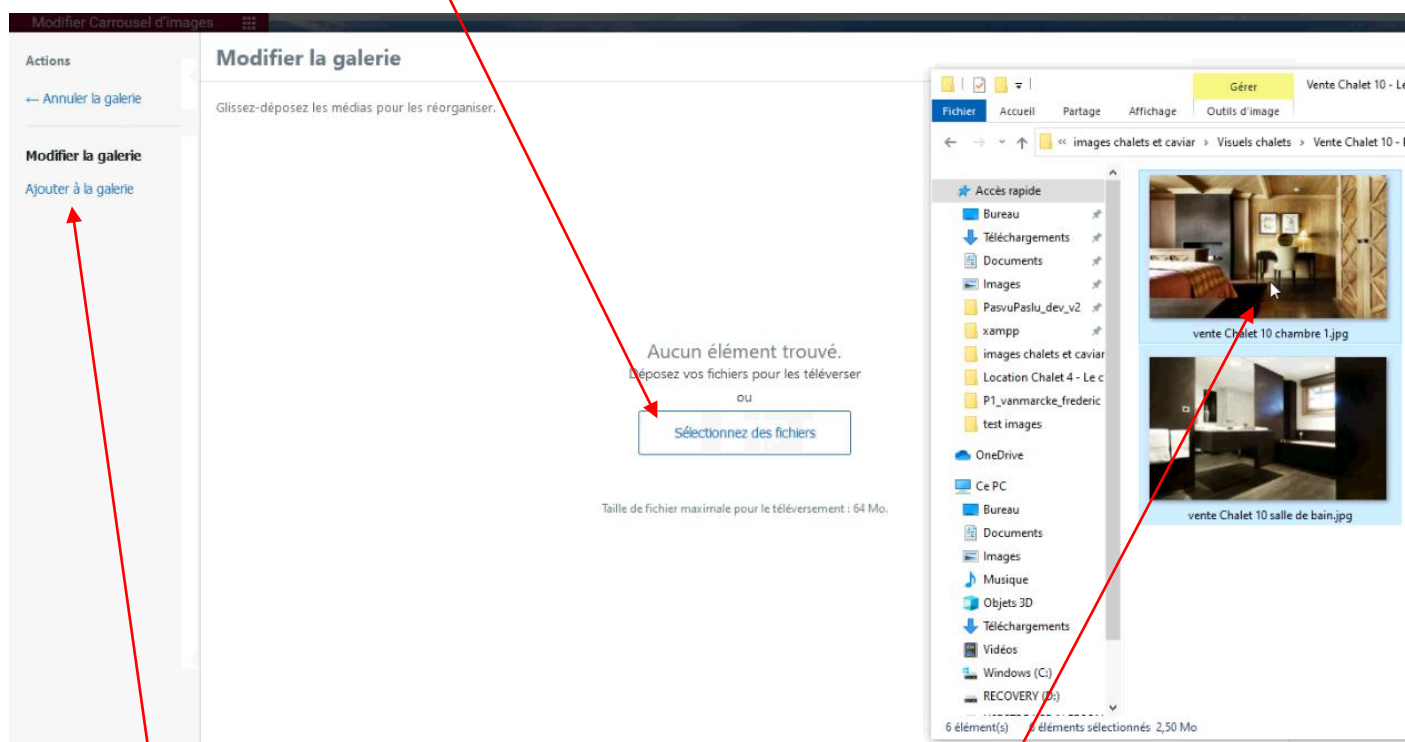 Modifier Carrousel d'images
Actions
← Annuler la galerie
Modifier la galerie
Ajouter à la galerie
Modifier la galerie
Glissez-déposez les médias pour les réorganiser.
Aucun élément trouvé.
Déposez vos fichiers pour les téléverser
ou
Sélectionnez des fichiers
Taille de fichier maximale pour le téléversement : 64 Mo.
Gérer
Vente Chalet 10 - Le
Fichier Accueil Partage Affichage Outils d'image
« images chalets et caviar › Visuels chalets › Vente Chalet 10 -
Accès rapide
Bureau
Téléchargements
Documents
Images
PasvuPaslu_dev_v2
xampp
images chalets et caviar
Location Chalet 4 - Le c
P1_vanmarcke_frederic
test images
OneDrive
Ce PC
Bureau
Documents
Images
Musique
Objets 3D
Téléchargements
Vidéos
Windows (C:)
RECOVERY (D:)
vente Chalet 10 chambre 1.jpg
vente Chalet 10 salle de bain.jpg
6 élément(s) éléments sélectionnés 2,50 Mo